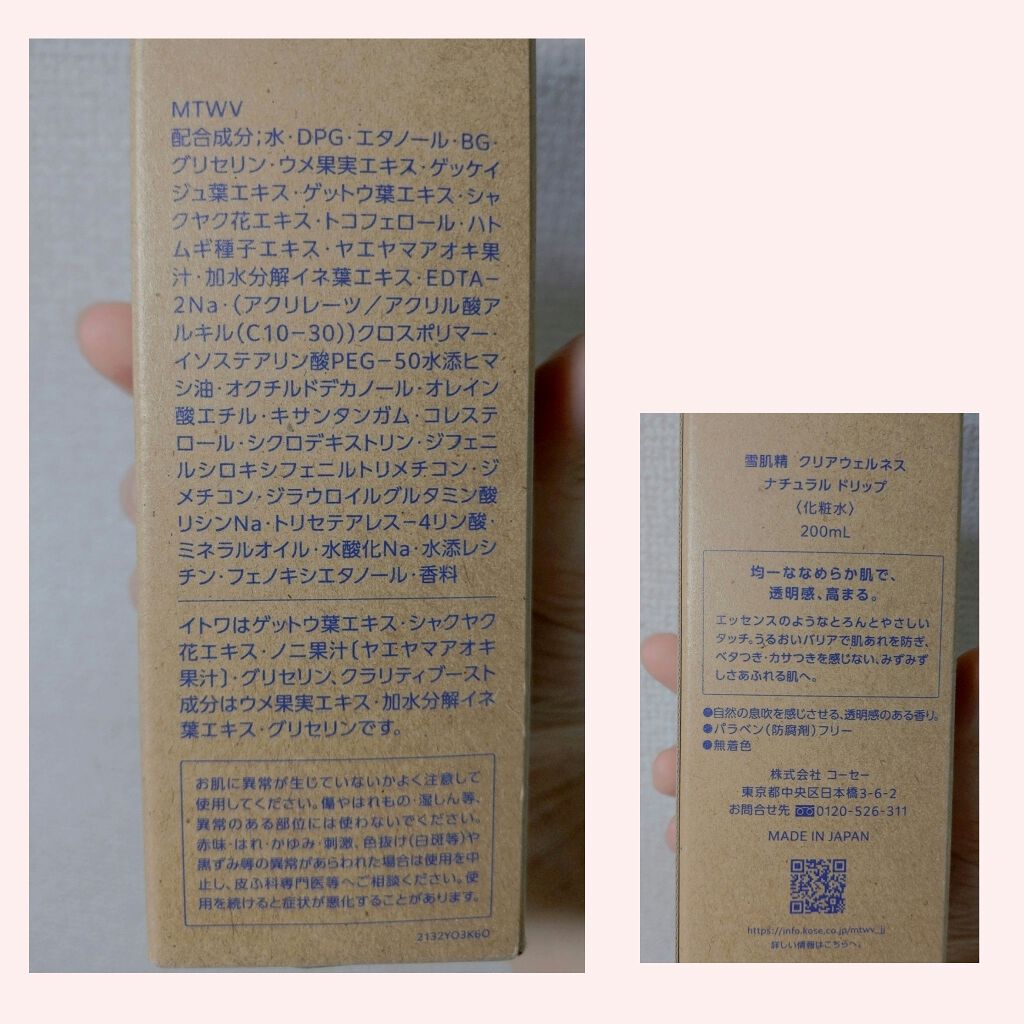 MTWV
配合成分;水・DPG・エタノール・BG・
グリセリン・ウメ果実エキス・ゲッケイ
ジュ葉エキス・ゲットウ葉エキス・シャ
クヤク花エキス・トコフェロール・ハト
ムギ種子エキス・ヤエヤマアオキ果
汁・加水分解イネ葉エキス・EDTA−
2Na・(アクリレーツ/アクリル酸ア
ルキル(C10−30))クロスポリマー・
イソステアリン酸PEG−50水添ヒマ
シ油・オクチルドデカノール・オレイン
酸エチル・キサンタンガム・コレステ
ロール・シクロデキストリン・ジフェニ
ルシロキシフェニルトリメチコン・ジ
メチコン・ジラウロイルグルタミン酸
リシンNa・トリセテアレス−4リン酸・
ミネラルオイル・水酸化Na・水添レシ
チン・フェノキシエタノール・香料
イトワはゲットウ葉エキス・シャクヤク
花エキス・ノニ果汁〔ヤエヤマアオキ
果汁〕・グリセリン、クラリティブースト
成分はウメ果実エキス・加水分解イネ
葉エキス・グリセリンです。
お肌に異常が生じていないかよく注意して
使用してください。傷やはれもの・湿しん等、
異常のある部位には使わないでください。
赤味・はれ・かゆみ・刺激、色抜け(白斑等)や
黒ずみ等の異常があらわれた場合は使用を中
止し、皮ふ科専門医等へご相談ください。使
用を続けると症状が悪化することがあります。
2132YO3K60
雪肌精 クリアウェルネス
ナチュラル ドリップ
〈化粧水〉
200mL
均一ななめらか肌で、
透明感、高まる。
エッセンスのようなとろんとやさしい
タッチ。うるおいバリアで肌あれを防ぎ、
ベタつき・カサつきを感じない、みずみず
しさあふれる肌へ。
●自然の息吹を感じさせる、透明感のある香り。
●パラベン(防腐剤)フリー
●無着色
株式会社 コーセー
東京都中央区日本橋3-6-2
お問合せ先 0120-526-311
MADE IN JAPAN
https://info.kose.co.jp/mtwv_jj
詳しい情報はこちらへ。